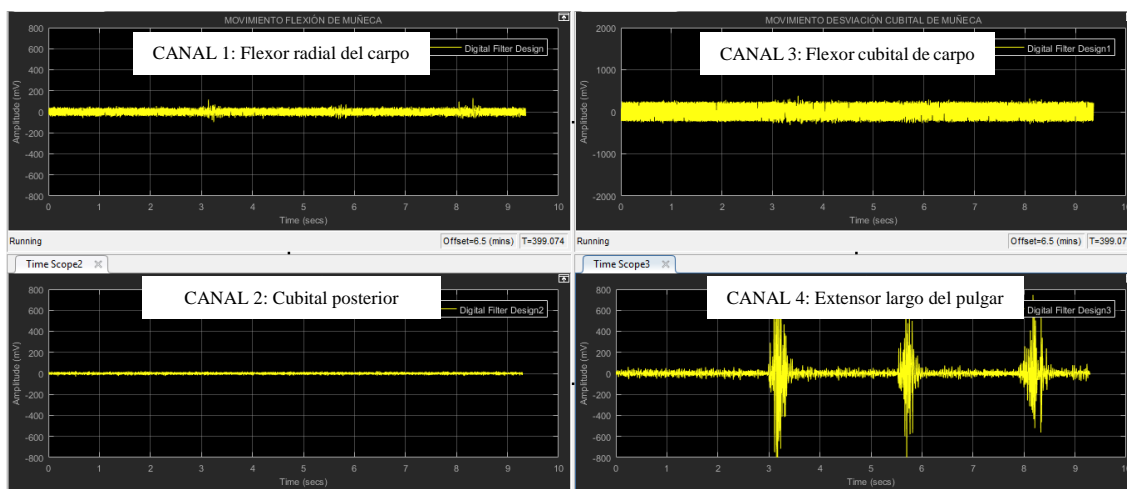 MOVIMIENTO FLEXIÒN DE MUÑECA
CANAL 1: Flexor radial del carpo
Digital Filter Design
Amplitude (mV)
800
600
400
200
0
-200
-400
-600
-800
0 1 2 3 4 5 6 7 8 9 10
Time (secs)
Running Offset=6.5 (mins) T=399.074
MOVIMIENTO DESVIACIÓN CUBITAL DE MUÑECA
CANAL 3: Flexor cubital de carpo
Digital Filter Design1
Amplitude (mV)
2000
1000
0
-1000
2000
0 1 2 3 4 5 6 7 8 9 10
Time (secs)
Running Offset=6.5 (mins) T=399.07
Time Scope2
CANAL 2: Cubital posterior
Digital Filter Design2
Amplitude (mV)
800
600
400
200
0
-200
-400
-600
-800
0 1 2 3 4 5 6 7 8 9 10
Time (secs)
Time Scope3
CANAL 4: Extensor largo del pulgar
Digital Filter Design3
Amplitude (mV)
800
600
400
200
0
-200
-400
-600
-800
0 1 2 3 4 5 6 7 8 9 10
Time (secs)